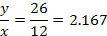 y/x = 26/12 = 2.167